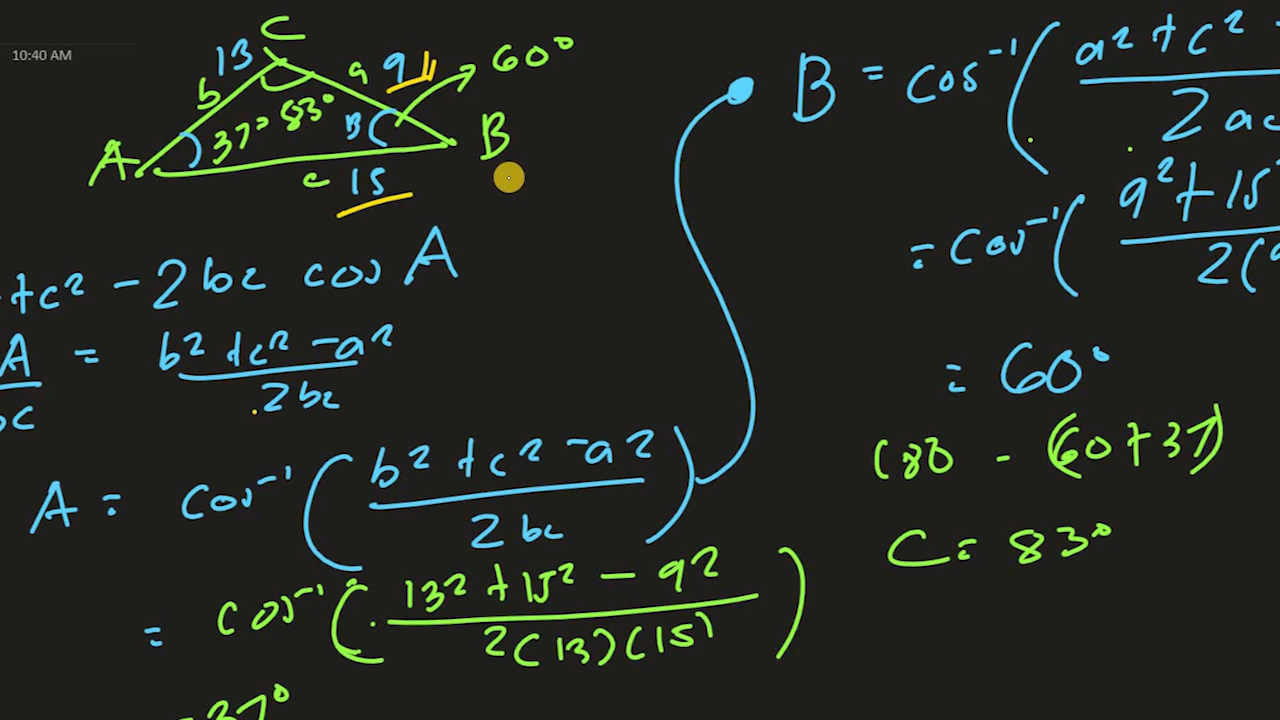 10:40 AM
C
13 a 9 60°
b
A 37° 83° B B
c 15
+c² - 2bc cos A
A = b² + c² - a²
2bc
A = cos⁻¹ ( b² + c² - a² )
2bc
= cos⁻¹ ( 13² + 15² - 9² )
2(13)(15)
37°
B = cos⁻¹ ( a² + c²
2ac
= cos⁻¹ ( 9² + 15
2(
= 60°
180 - (60+37)
C = 83°